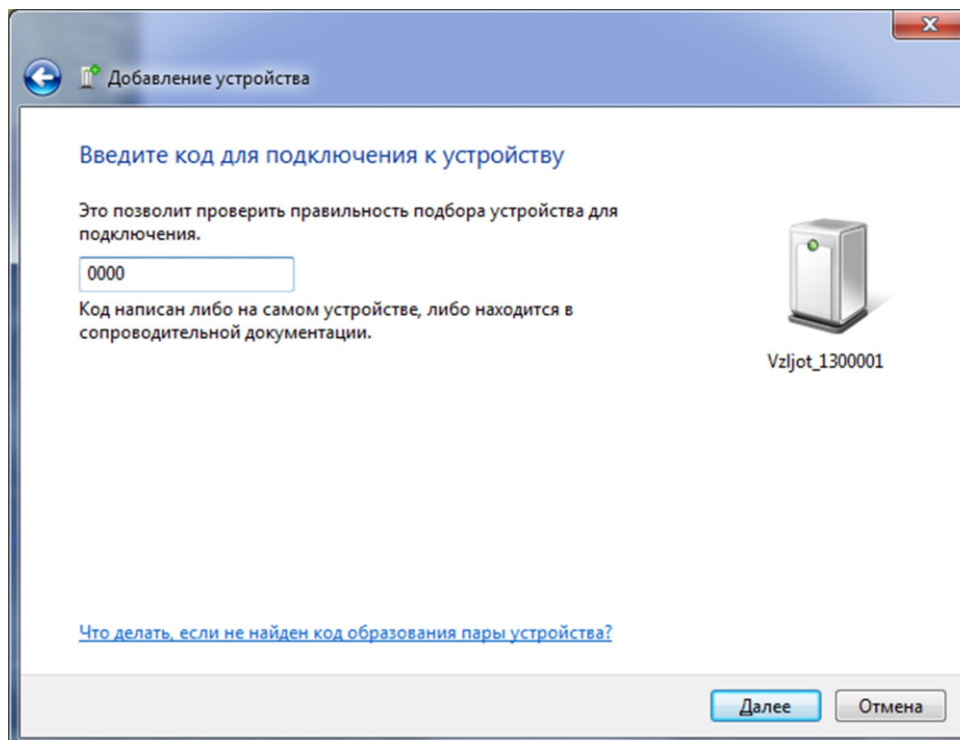 Добавление устройства
Введите код для подключения к устройству
Это позволит проверить правильность подбора устройства для
подключения.
0000
Код написан либо на самом устройстве, либо находится в
сопроводительной документации.
Vzljot_1300001
Что делать, если не найден код образования пары устройства?
Далее
Отмена